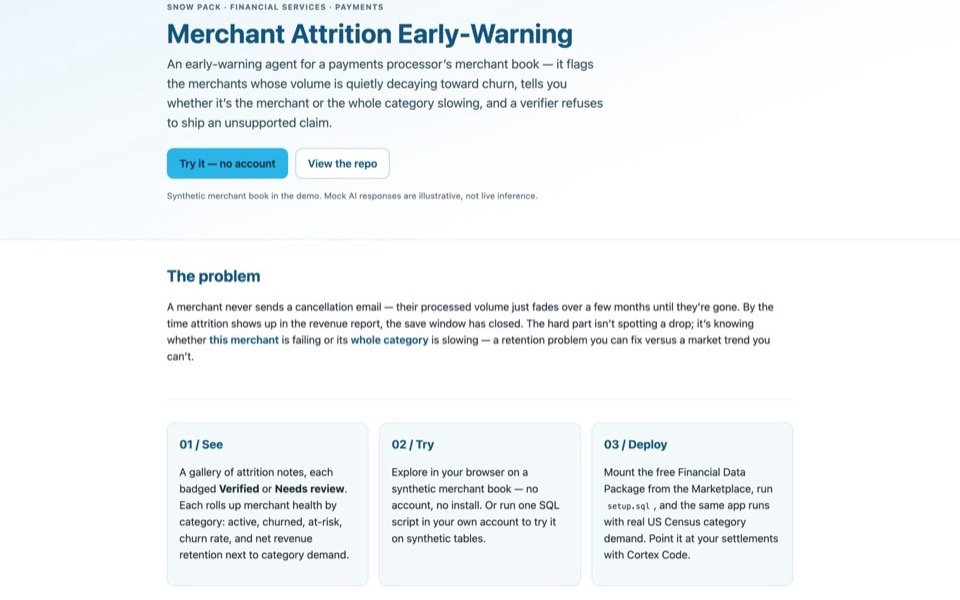 SNOW PACK · FINANCIAL SERVICES · PAYMENTS
Merchant Attrition Early-Warning
An early-warning agent for a payments processor’s merchant book — it flags
the merchants whose volume is quietly decaying toward churn, tells you
whether it’s the merchant or the whole category slowing, and a verifier refuses
to ship an unsupported claim.
Try it — no account
View the repo
Synthetic merchant book in the demo. Mock AI responses are illustrative, not live inference.
The problem
A merchant never sends a cancellation email — their processed volume just fades over a few months until they’re gone. By the
time attrition shows up in the revenue report, the save window has closed. The hard part isn’t spotting a drop; it’s knowing
whether this merchant is failing or its whole category is slowing — a retention problem you can fix versus a market trend you
can’t.
01 / See
A gallery of attrition notes, each
badged Verified or Needs review.
Each rolls up merchant health by
category: active, churned, at-risk,
churn rate, and net revenue
retention next to category demand.
02 / Try
Explore in your browser on a
synthetic merchant book — no
account, no install. Or run one SQL
script in your own account to try it
on synthetic tables.
03 / Deploy
Mount the free Financial Data
Package from the Marketplace, run
setup.sql , and the same app runs
with real US Census category
demand. Point it at your settlements
with Cortex Code.